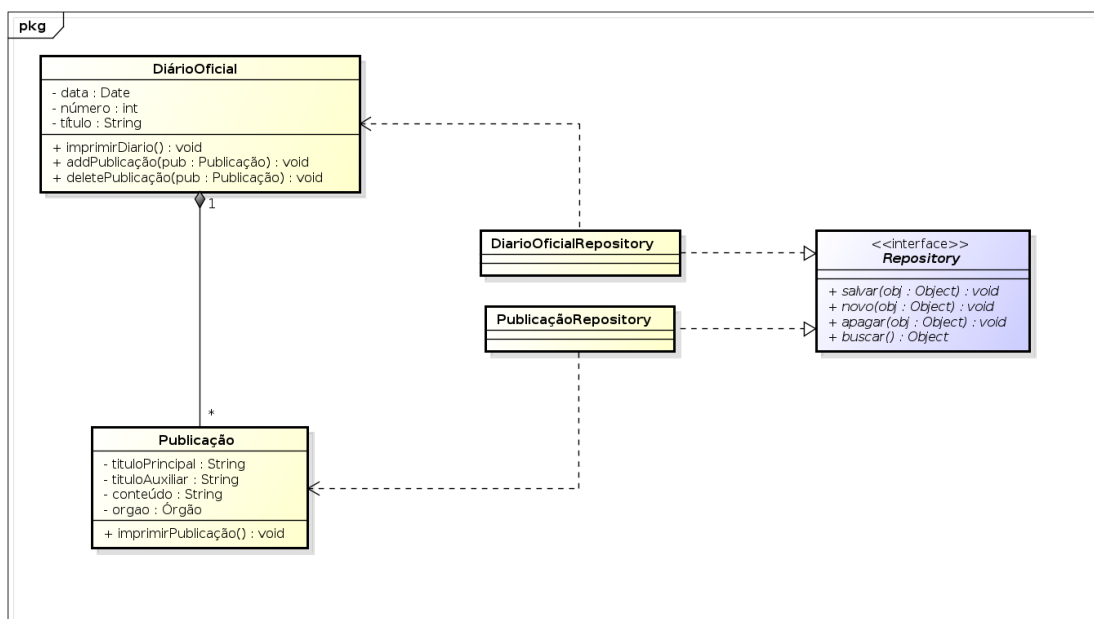 pkg
DiárioOficial
- data : Date
- número : int
- título : String
+ imprimirDiario() : void
+ addPublicação(pub : Publicação) : void
+ deletePublicação(pub : Publicação) : void
1
DiarioOficialRepository
<<interface>>
Repository
+ salvar(obj : Object) : void
+ novo(obj : Object) : void
+ apagar(obj : Object) : void
+ buscar() : Object
PublicaçãoRepository
*
Publicação
- tituloPrincipal : String
- tituloAuxiliar : String
- conteúdo : String
- orgao : Órgão
+ imprimirPublicação() : void